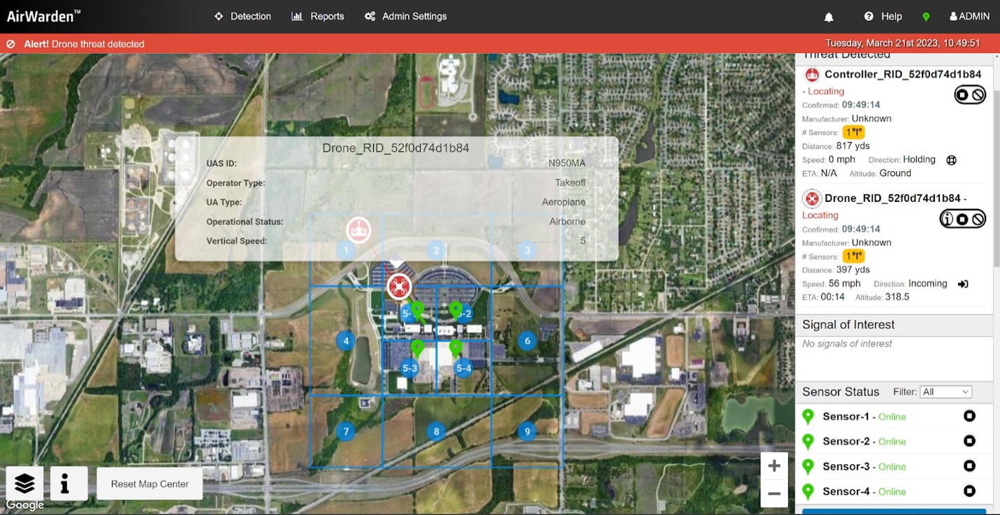 AirWarden™
Detection
Reports
Admin Settings
Help
ADMIN
Alert! Drone threat detected
Tuesday, March 21st 2023, 10:49:51
Drone_RID_52f0d74d1b84
UAS ID: N950MA
Operator Type: Takeoff
UA Type: Aeroplane
Operational Status: Airborne
Vertical Speed: 5
1
2
3
5-2
4
6
5-3
5-4
7
8
9
Reset Map Center
Google
+
−
Threat Detected
Controller_RID_52f0d74d1b84
- Locating
Confirmed: 09:49:14
Manufacturer: Unknown
# Sensors: 1
Distance: 817 yds
Speed: 0 mph Direction: Holding
ETA: N/A Altitude: Ground
Drone_RID_52f0d74d1b84 -
Locating
Confirmed: 09:49:14
Manufacturer: Unknown
# Sensors: 1
Distance: 397 yds
Speed: 56 mph Direction: Incoming
ETA: 00:14 Altitude: 318.5
Signal of Interest
No signals of interest
Sensor Status Filter: All
Sensor-1 - Online
Sensor-2 - Online
Sensor-3 - Online
Sensor-4 - Online